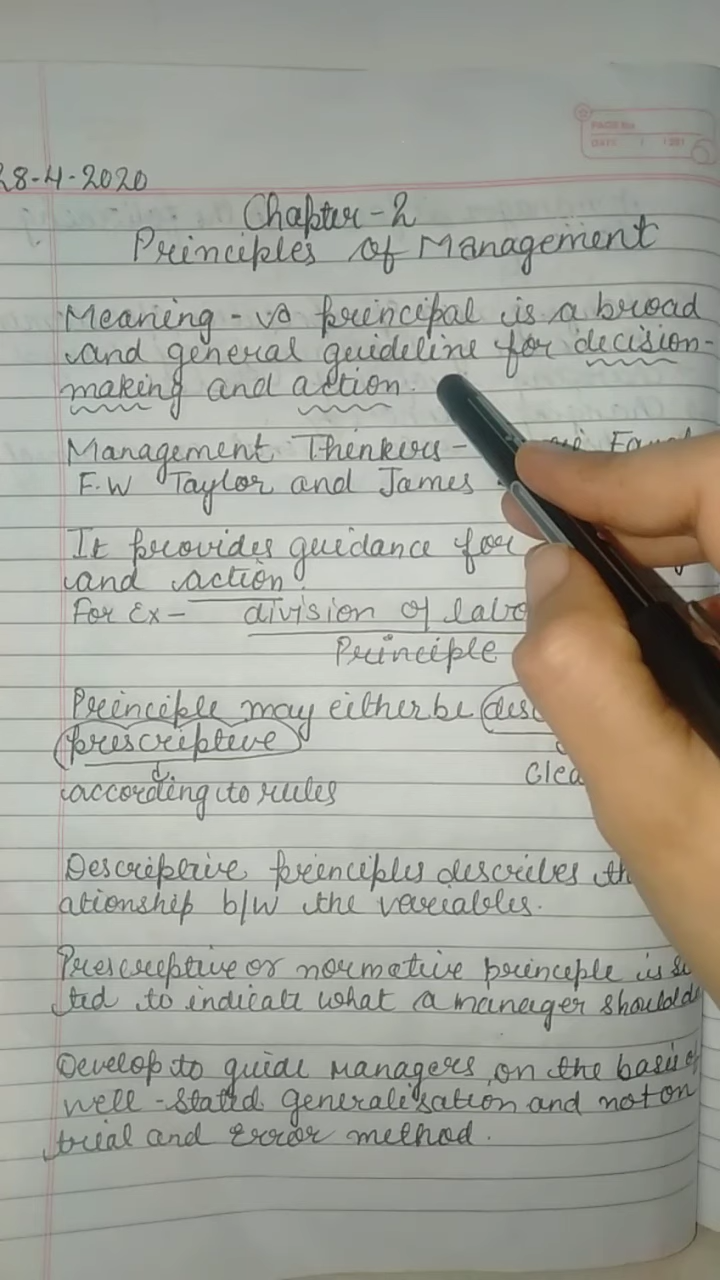 PAGE No
DATE / /201
28-4-2020
Chapter-2
Principles of Management
Meaning - principal is a broad
and general guideline for decision-
making and action.
Management Thinkers -
F.W Taylor and James
It provides guidance for
and action.
For Ex- division of
Principle
Principle may either be
prescriptive
according to rules
Descriptive principles describes
ationship b/w the variables.
Prescriptive or normative principle is
ted to indicate what a manager should
Develop to guide Managers on the basis of
well-stated generalisation and not on
trial and Error method.